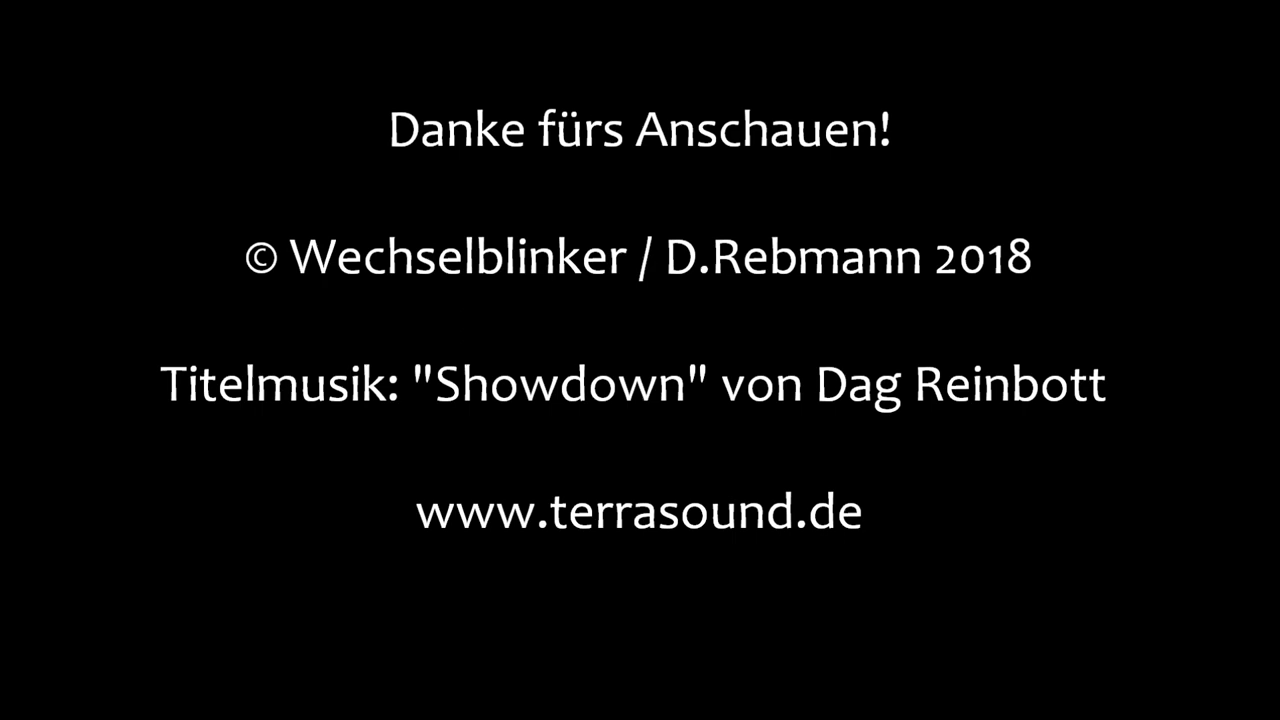 Danke fürs Anschauen!
© Wechselblinker / D.Rebmann 2018
Titelmusik: "Showdown" von Dag Reinbott
www.terrasound.de